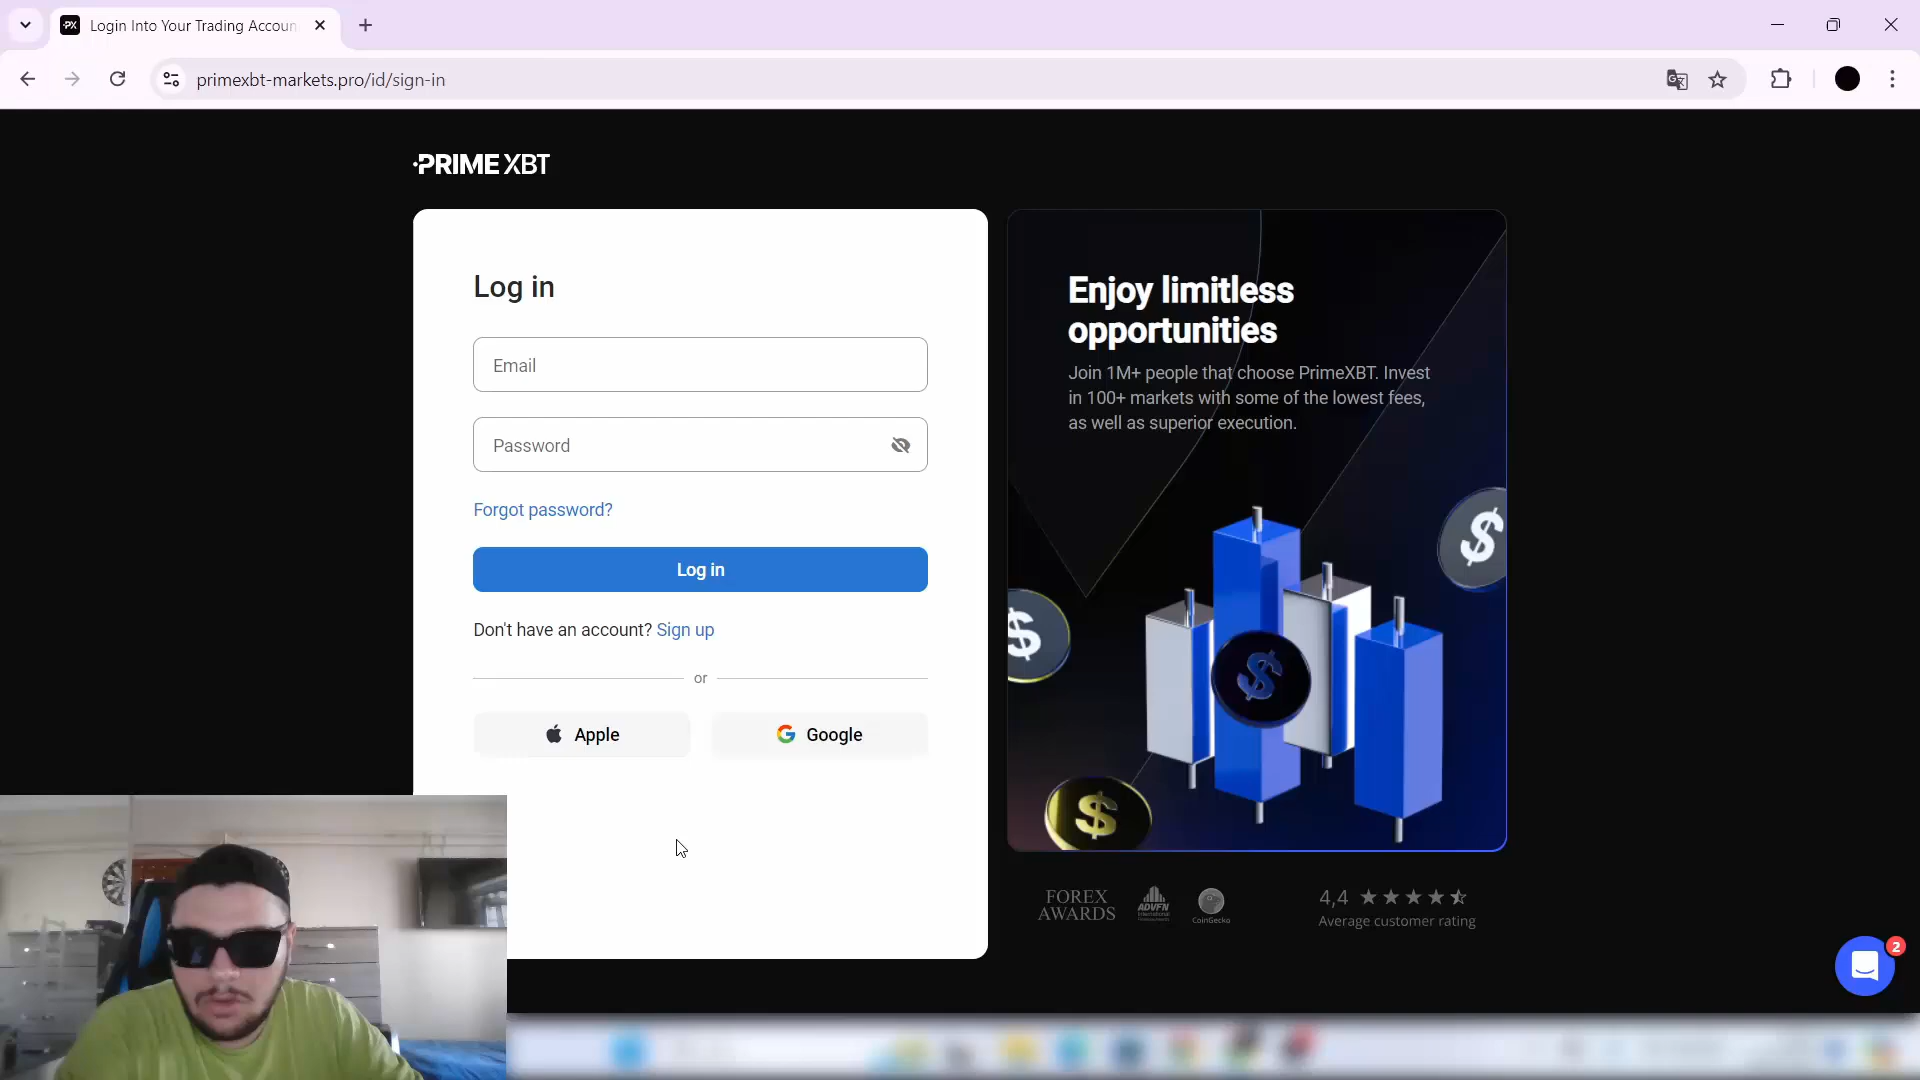 Login Into Your Trading Accoun
primexbt-markets.pro/id/sign-in
PRIME XBT
Log in
Email
Password
Forgot password?
Log in
Don't have an account? Sign up
or
Apple
Google
Enjoy limitless
opportunities
Join 1M+ people that choose PrimeXBT. Invest
in 100+ markets with some of the lowest fees,
as well as superior execution.
$
$
$
$
FOREX
AWARDS
ADVFN
International
CoinGecko
4,4
Average customer rating
2